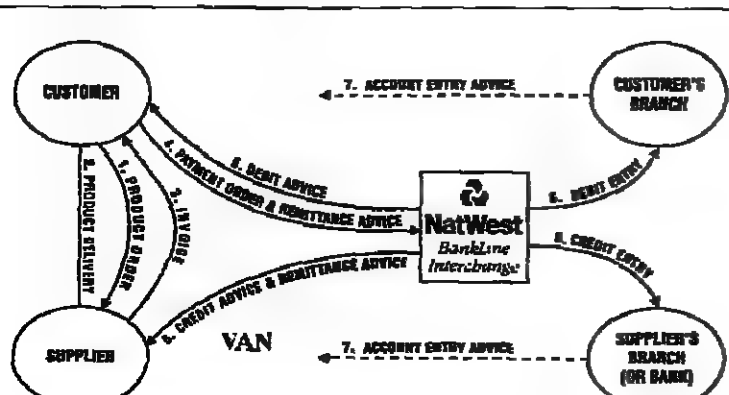 CUSTOMER
7. ACCOUNT ENTRY ADVICE
CUSTOMER'S
BRANCH
2. PRODUCT DELIVERY
1. PRODUCT ORDER
3. INVOICE
6. DEBIT ADVICE
4. PAYMENT ORDER & REMITTANCE ADVICE
NatWest
BankLine
Interchange
5. DEBIT ENTRY
5. CREDIT ENTRY
6. CREDIT ADVICE & REMITTANCE ADVICE
SUPPLIER
VAN
7. ACCOUNT ENTRY ADVICE
SUPPLIER'S
BRANCH
(OR BANK)